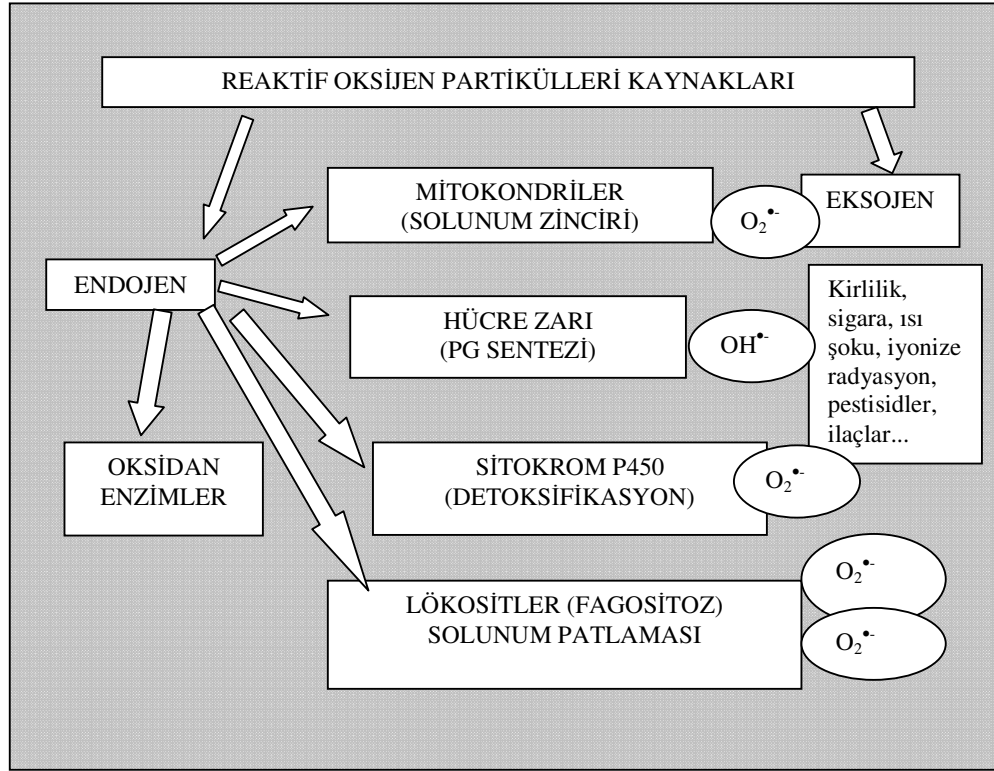 REAKTİF OKSİJEN PARTİKÜLLERİ KAYNAKLARI
MİTOKONDRİLER
(SOLUNUM ZİNCİRİ)
O₂•-
EKSOJEN
ENDOJEN
HÜCRE ZARI
(PG SENTEZİ)
OH•-
Kirlilik,
sigara, ısı
şoku, iyonize
radyasyon,
pestisidler,
ilaçlar...
OKSİDAN
ENZİMLER
SİTOKROM P450
(DETOKSİFİKASYON)
O₂•-
LÖKOSİTLER (FAGOSİTOZ)
SOLUNUM PATLAMASI
O₂•-
O₂•-